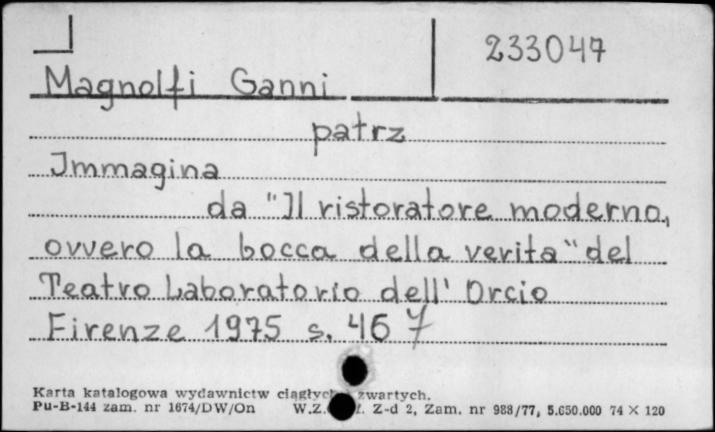 233047
Magnolfi Ganni
patrz
Immagina
da "Il ristoratore moderno,
ovvero la bocca della verita" del
Teatro Laboratorio dell' Orcio
Firenze 1975 s. 467
Karta katalogowa wydawnictw ciągłych zwartych.
Pu-B-144 zam. nr 1674/DW/On W.Z. Z-d 2, Zam. nr 988/77, 5.650.000 74 X 120